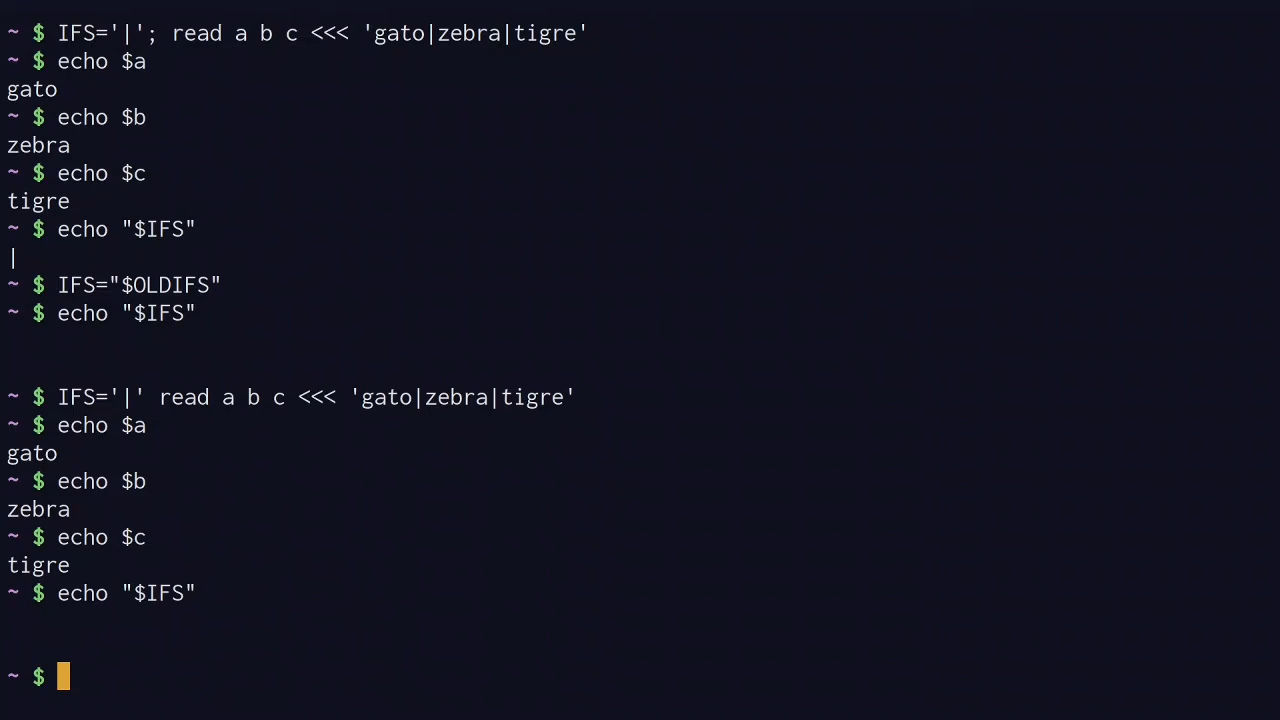 ~ $ IFS='|'; read a b c <<< 'gato|zebra|tigre'
~ $ echo $a
gato
~ $ echo $b
zebra
~ $ echo $c
tigre
~ $ echo "$IFS"
|
~ $ IFS="$OLDIFS"
~ $ echo "$IFS"
~ $ IFS='|' read a b c <<< 'gato|zebra|tigre'
~ $ echo $a
gato
~ $ echo $b
zebra
~ $ echo $c
tigre
~ $ echo "$IFS"
~ $